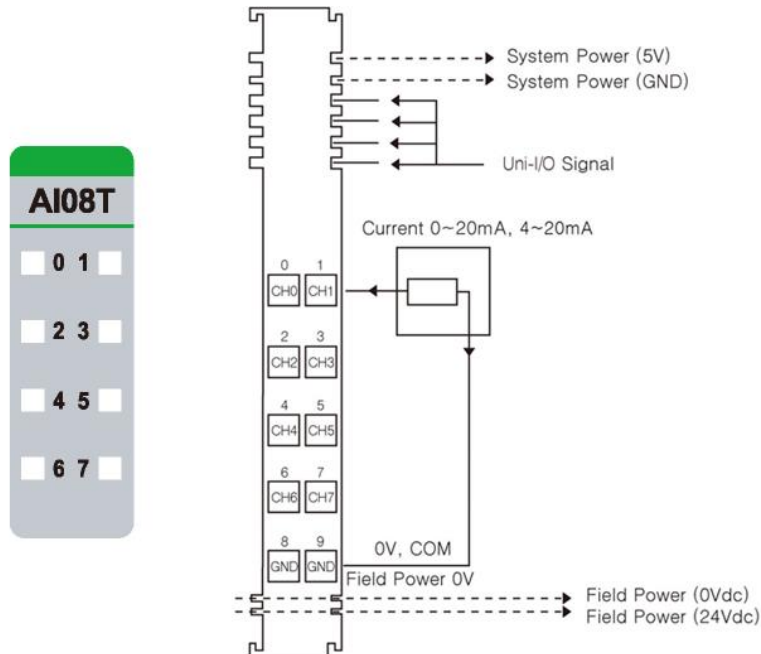 System Power (5V)
System Power (GND)
Uni-I/O Signal
AI08T
0 1
2 3
4 5
6 7
Current 0~20mA, 4~20mA
0 1
CH0 CH1
2 3
CH2 CH3
4 5
CH4 CH5
6 7
CH6 CH7
8 9
GND GND
0V, COM
Field Power 0V
Field Power (0Vdc)
Field Power (24Vdc)